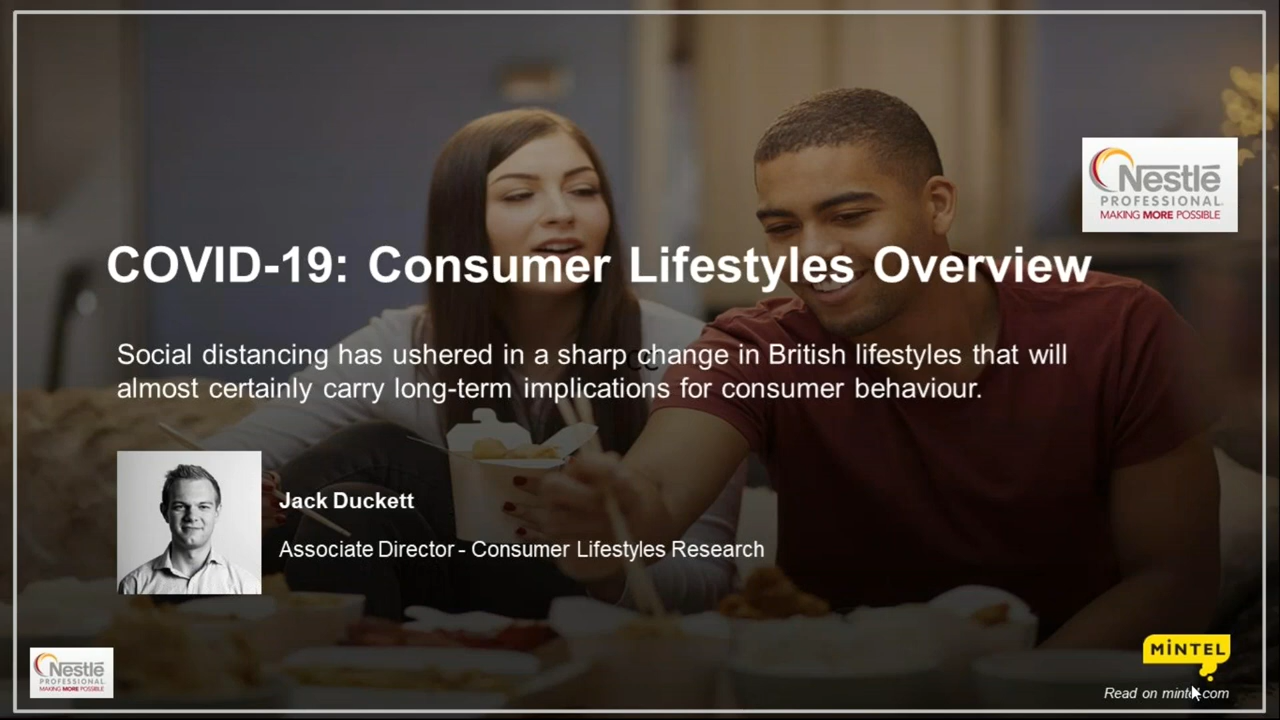 Nestlé
PROFESSIONAL
MAKING MORE POSSIBLE
COVID-19: Consumer Lifestyles Overview
Social distancing has ushered in a sharp change in British lifestyles that will
almost certainly carry long-term implications for consumer behaviour.
Jack Duckett
Associate Director - Consumer Lifestyles Research
Nestlé
PROFESSIONAL
MAKING MORE POSSIBLE
MiNTEL
Read on mintel.com